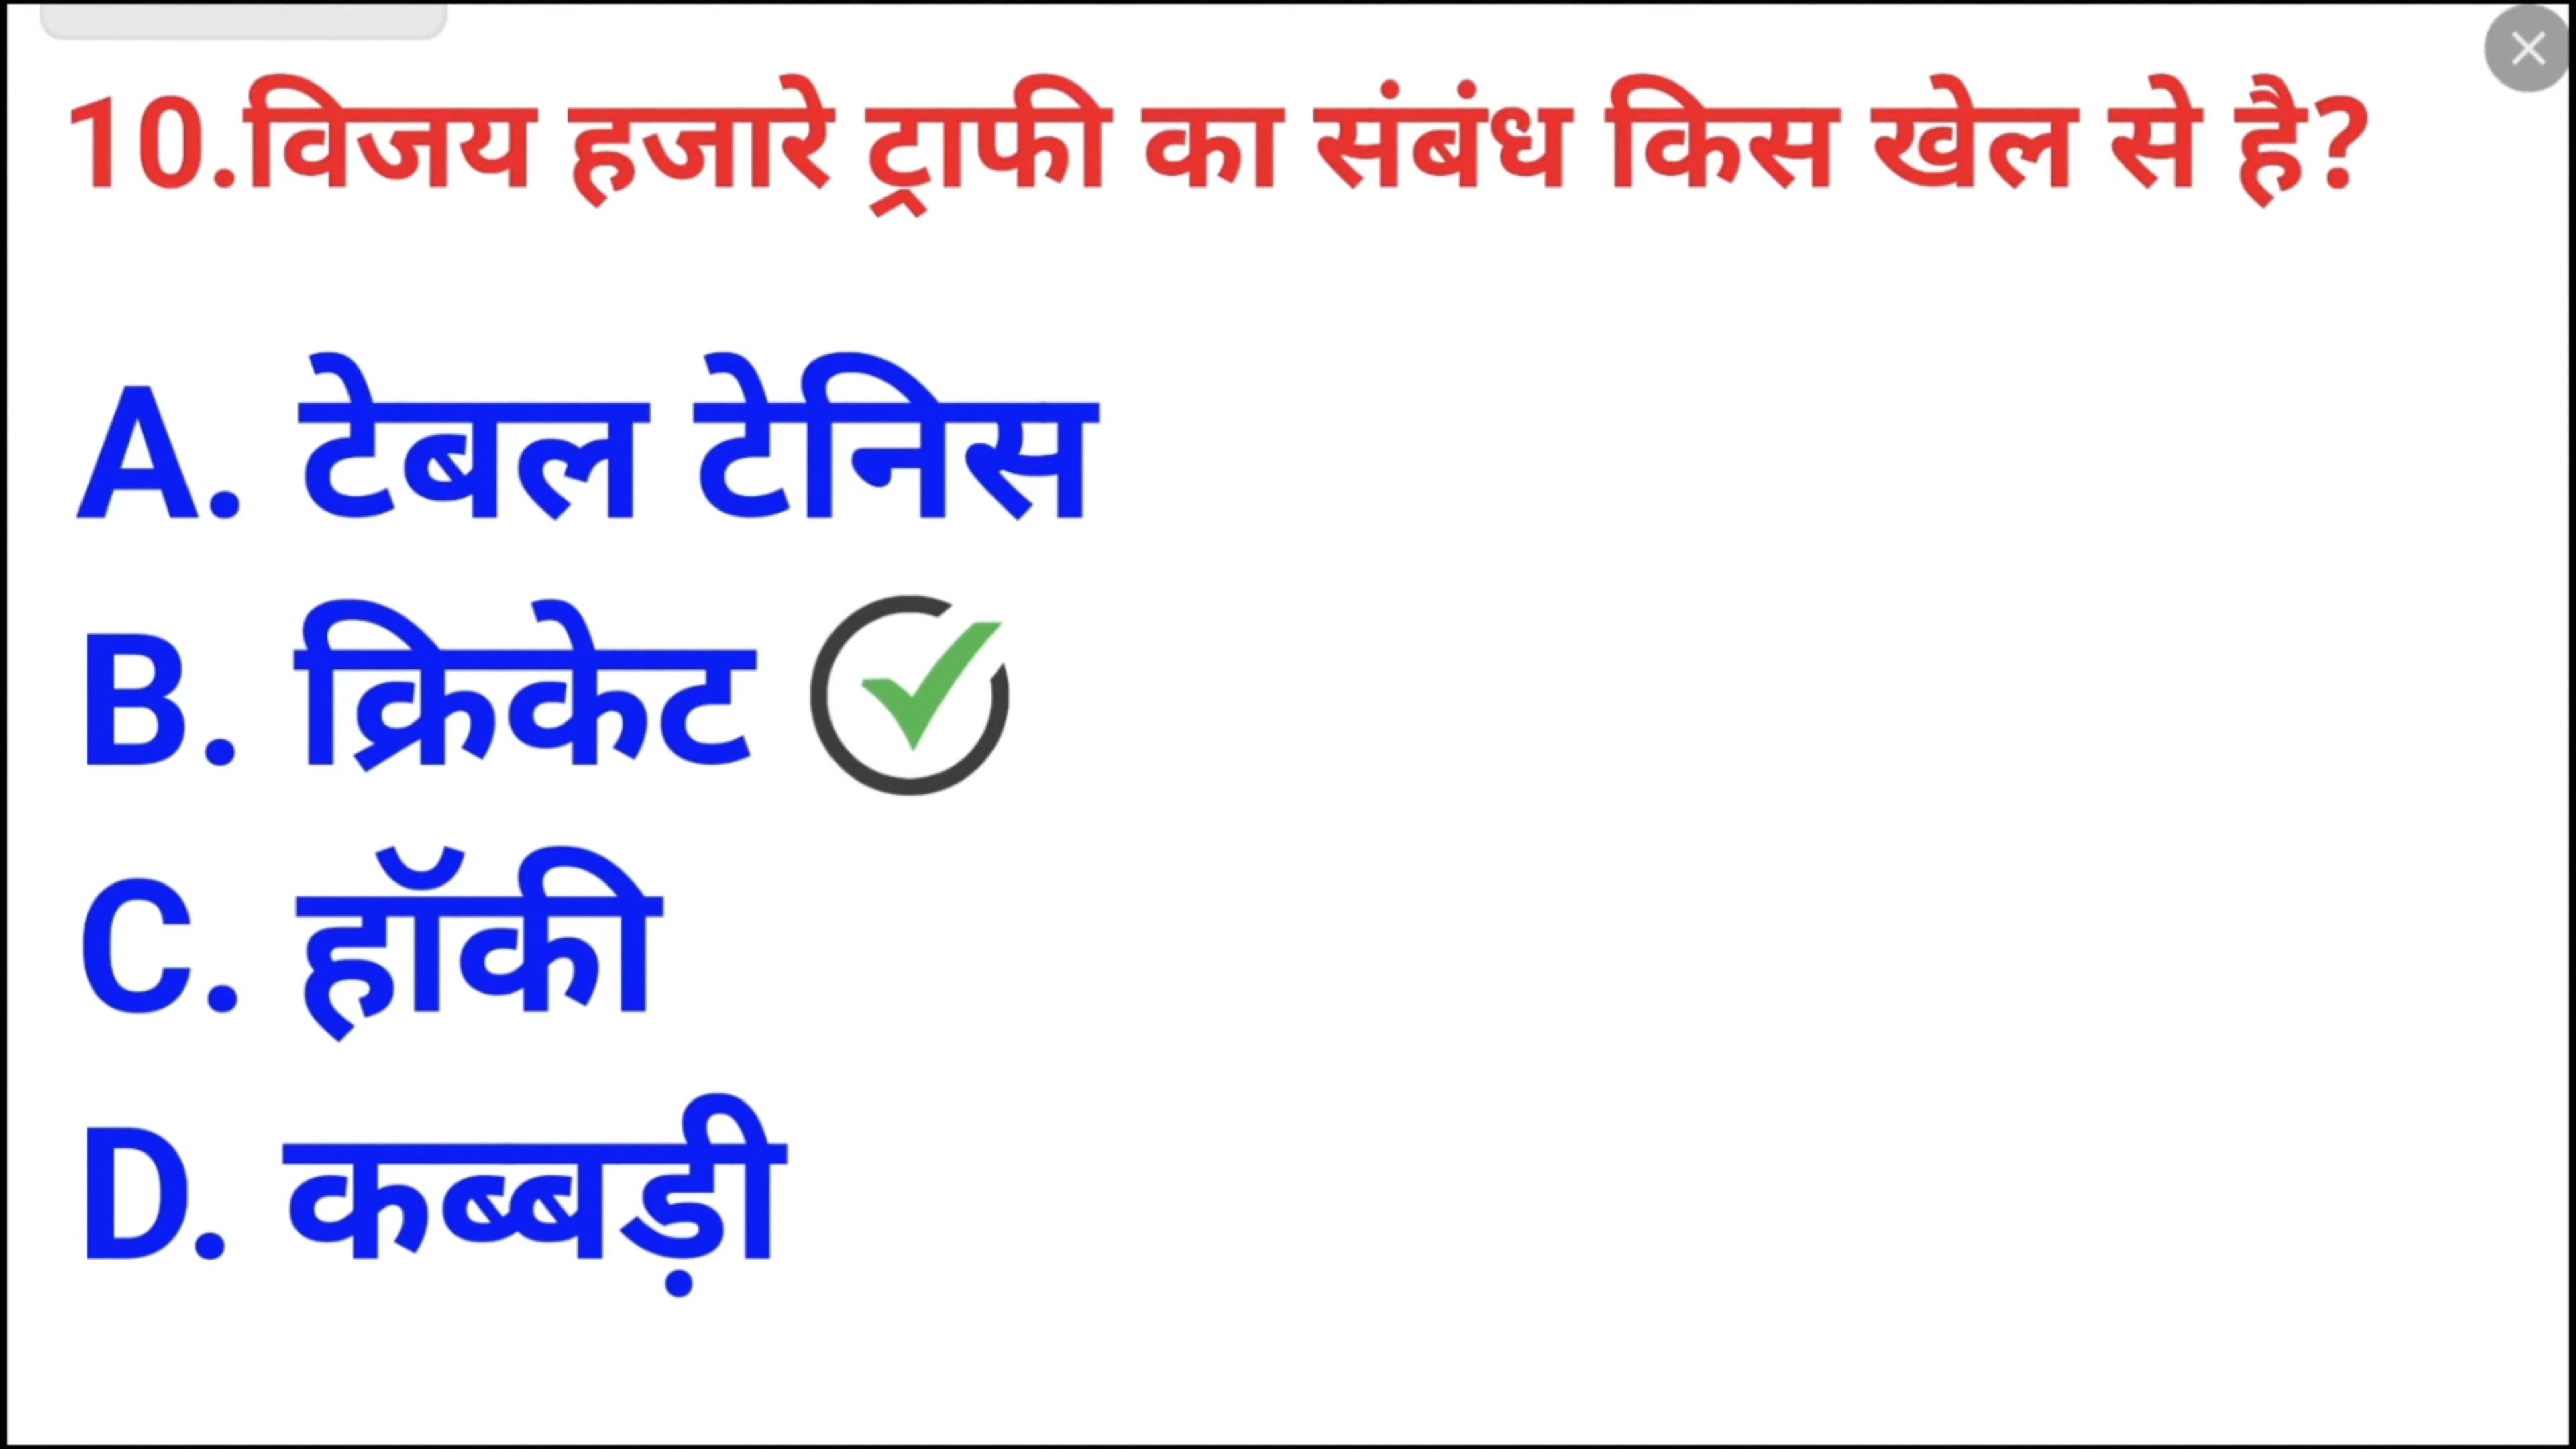 10.विजय हजारे ट्राफी का संबंध किस खेल से है?
A. टेबल टेनिस
B. क्रिकेट
C. हॉकी
D. कब्बड़ी